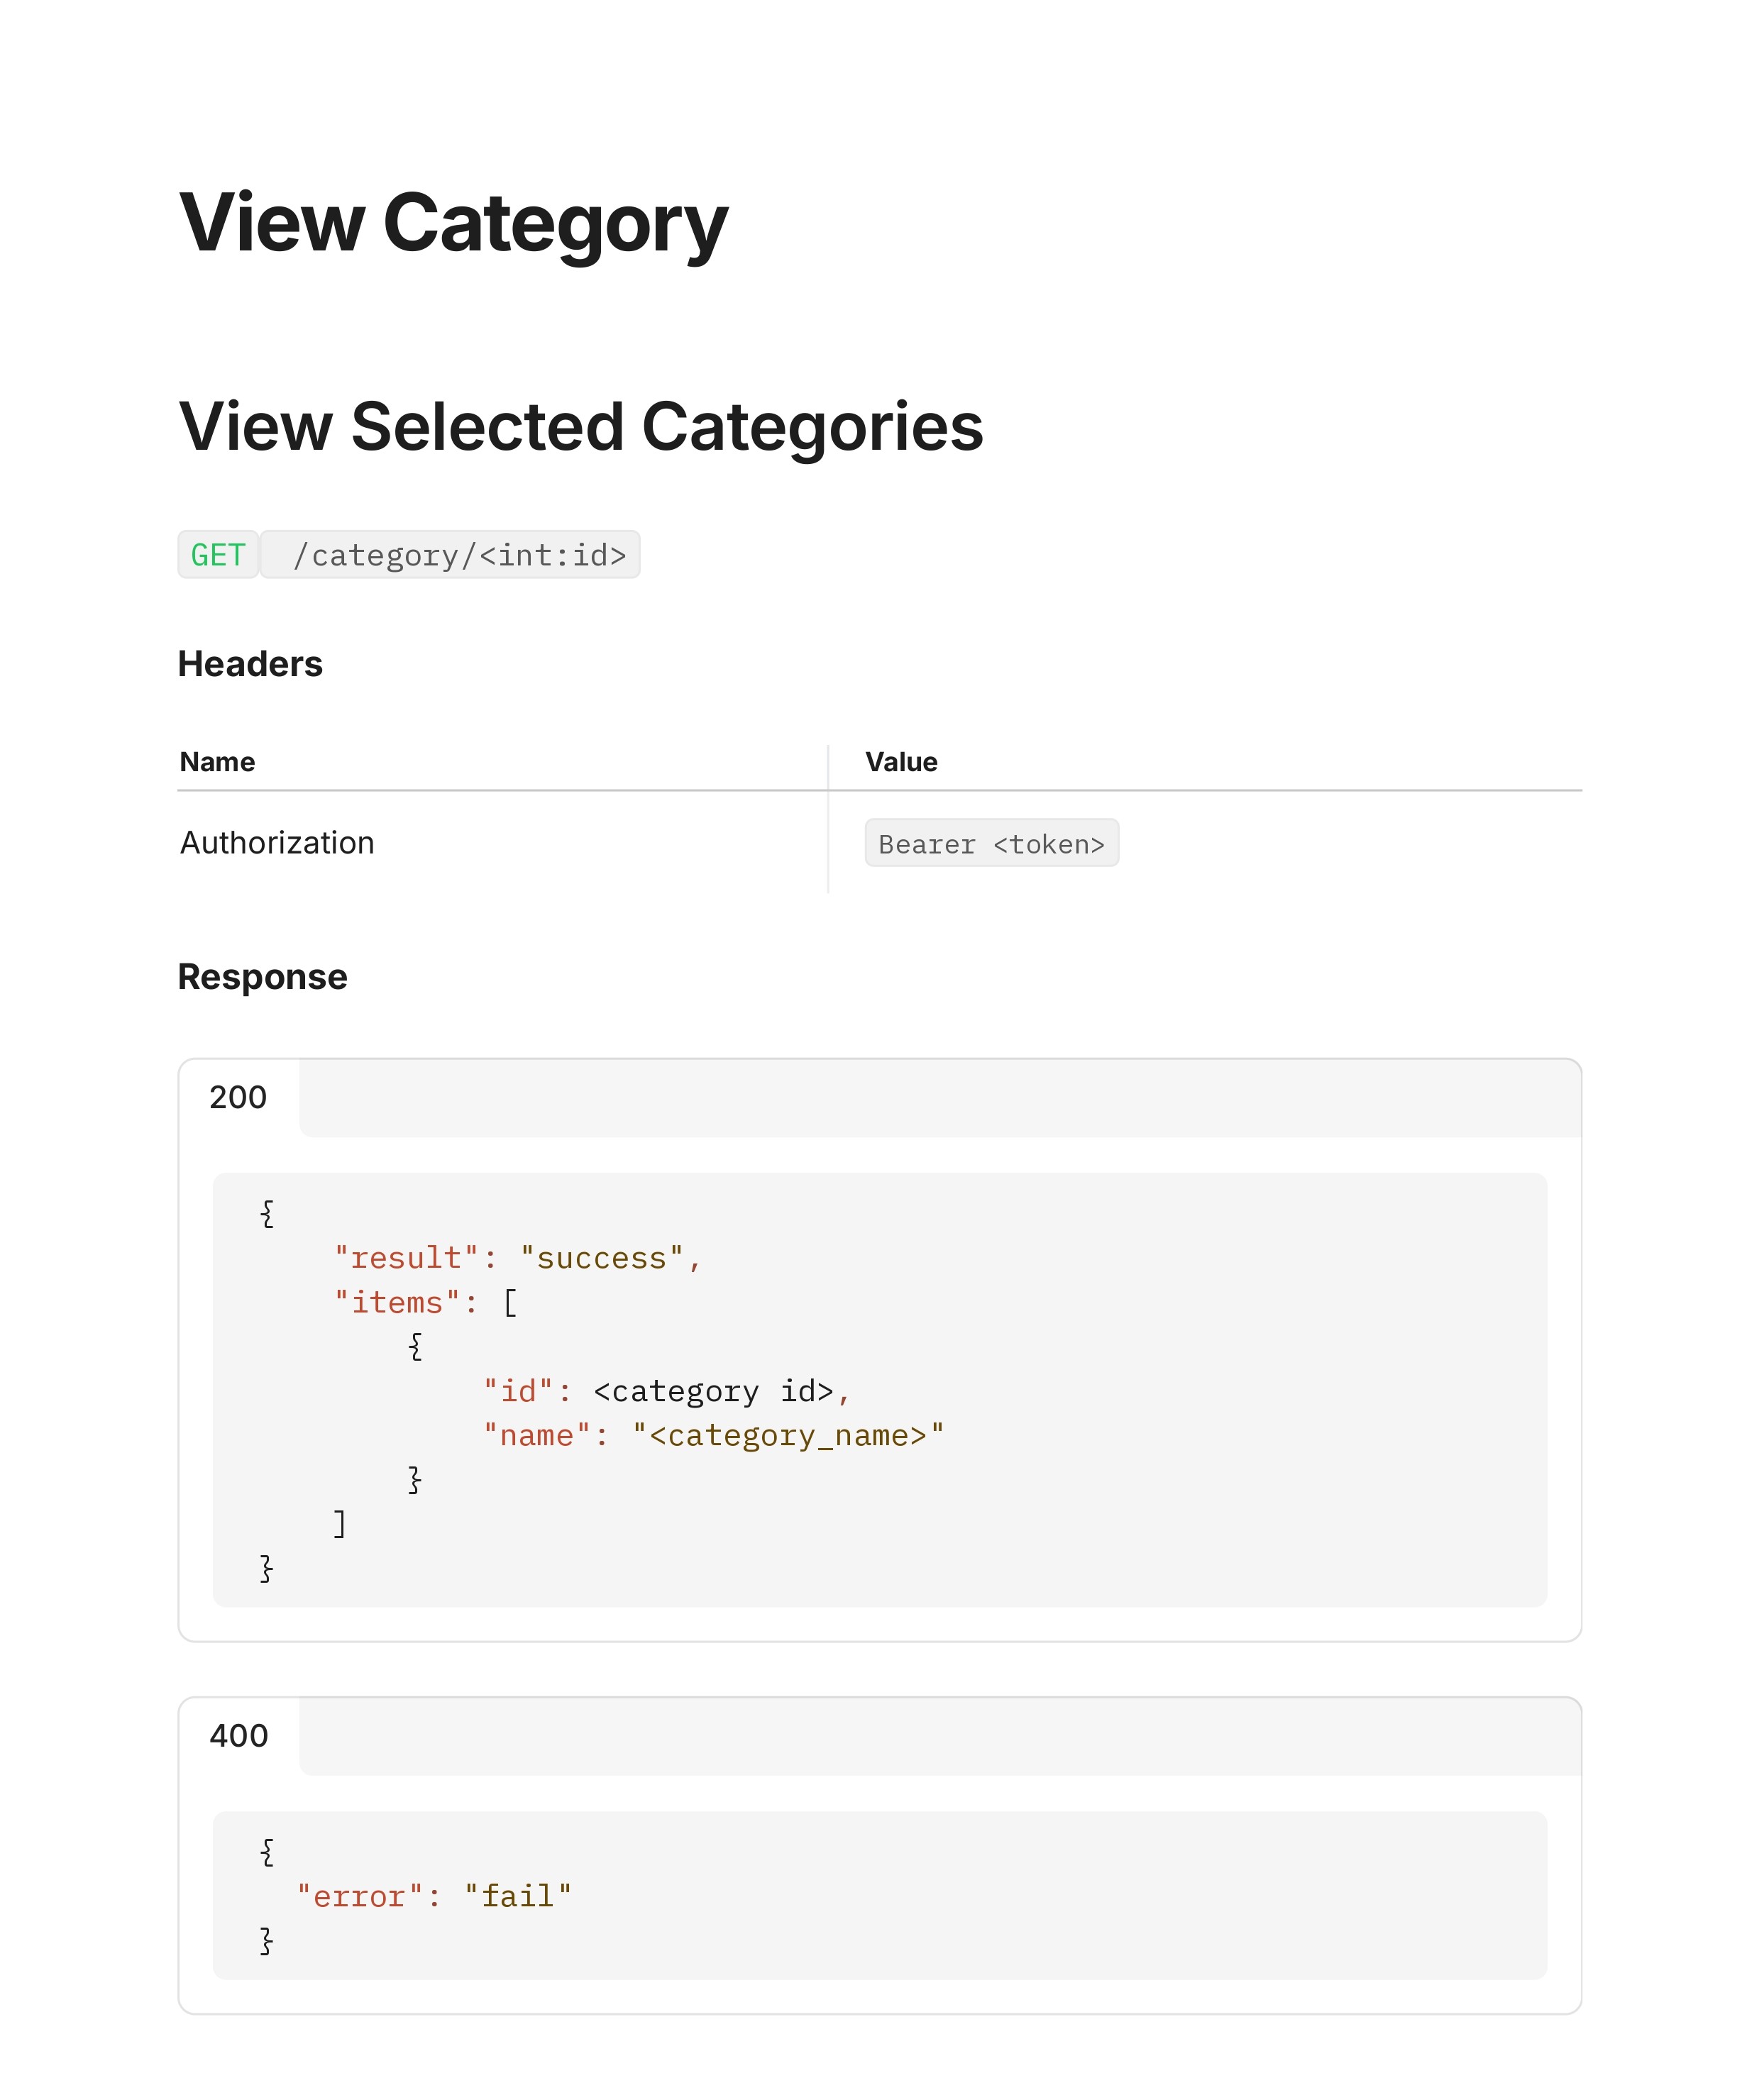 View Category
View Selected Categories
GET /category/<int:id>
Headers
Name Value
Authorization Bearer <token>
Response
200
{
    "result": "success",
    "items": [
        {
            "id": <category id>,
            "name": "<category_name>"
        }
    ]
}
400
{
  "error": "fail"
}